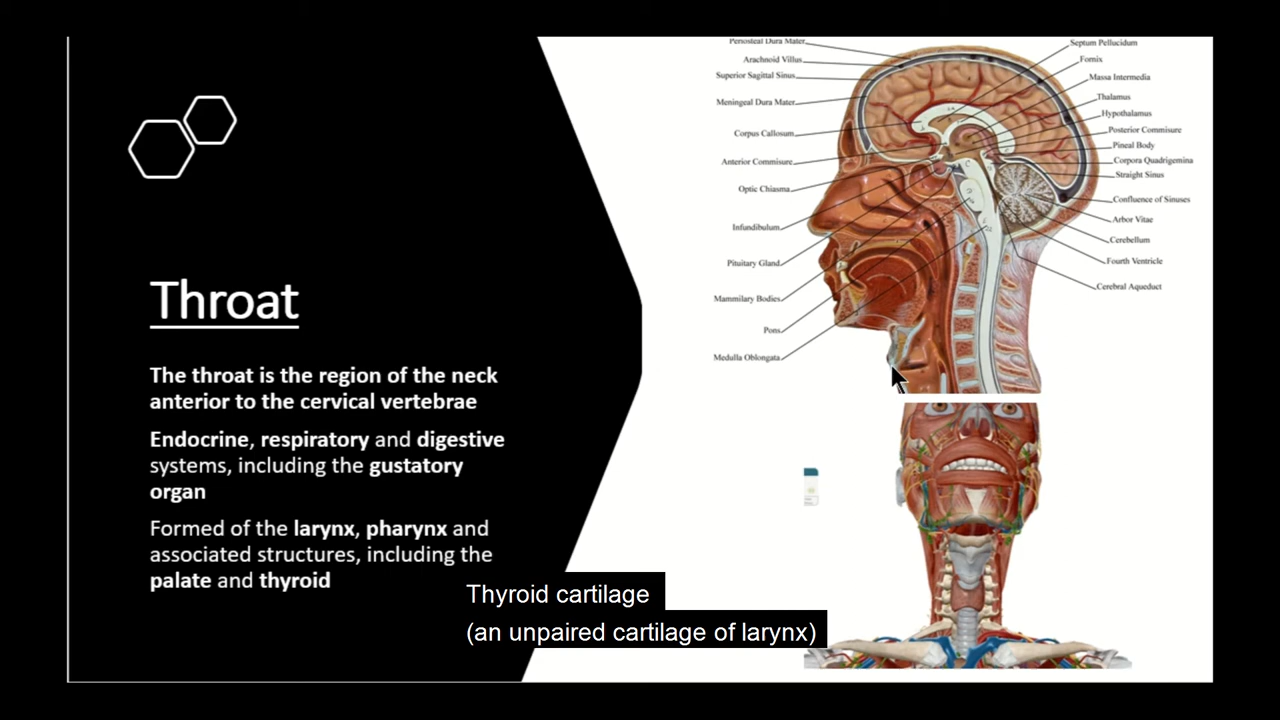 Throat
The throat is the region of the neck
anterior to the cervical vertebrae
Endocrine, respiratory and digestive
systems, including the gustatory
organ
Formed of the larynx, pharynx and
associated structures, including the
palate and thyroid
Thyroid cartilage
(an unpaired cartilage of larynx)
Periosteal Dura Mater
Arachnoid Villus
Superior Sagittal Sinus
Meningeal Dura Mater
Corpus Callosum
Anterior Commisure
Optic Chiasma
Infundibulum
Pituitary Gland
Mammilary Bodies
Pons
Medulla Oblongata
Septum Pellucidum
Fornix
Massa Intermedia
Thalamus
Hypothalamus
Posterior Commisure
Pineal Body
Corpora Quadrigemina
Straight Sinus
Confluence of Sinuses
Arbor Vitae
Cerebellum
Fourth Ventricle
Cerebral Aqueduct